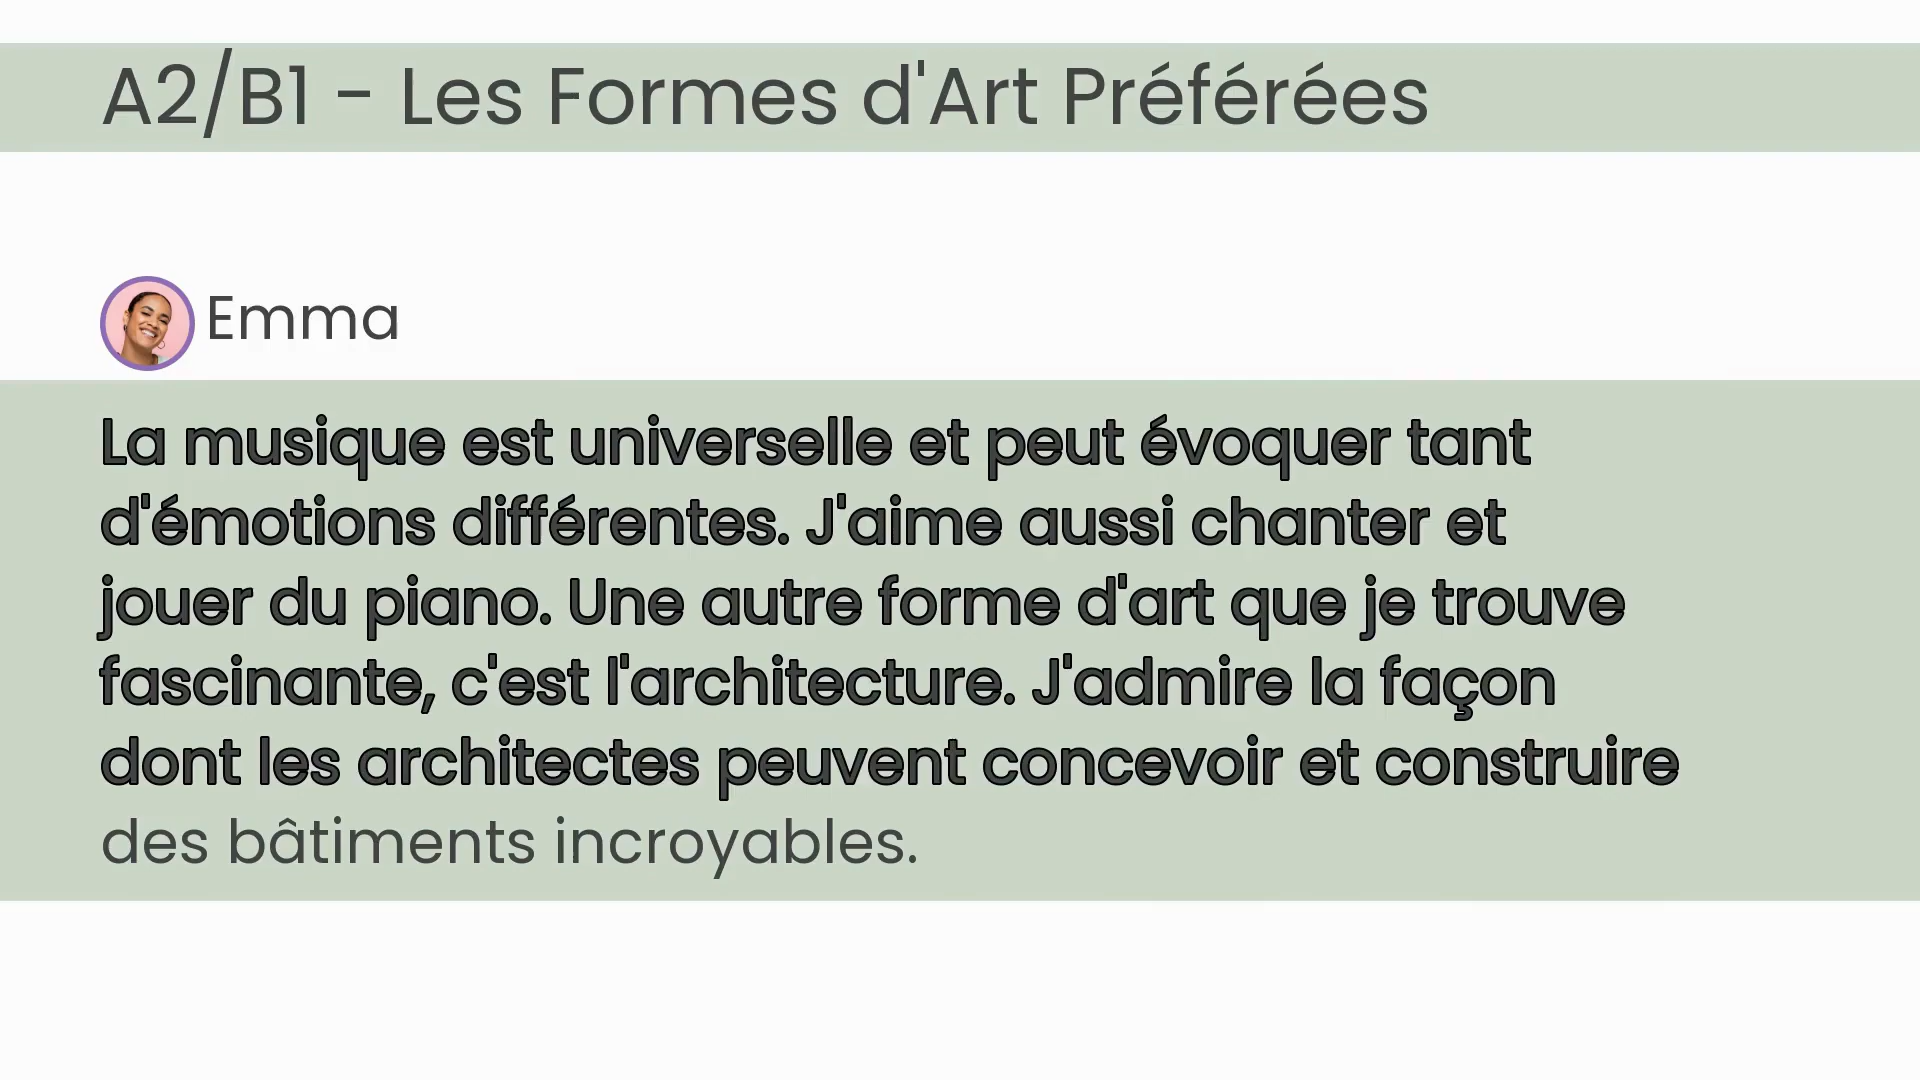 A2/B1 - Les Formes d'Art Préférées
Emma
La musique est universelle et peut évoquer tant
d'émotions différentes. J'aime aussi chanter et
jouer du piano. Une autre forme d'art que je trouve
fascinante, c'est l'architecture. J'admire la façon
dont les architectes peuvent concevoir et construire
des bâtiments incroyables.